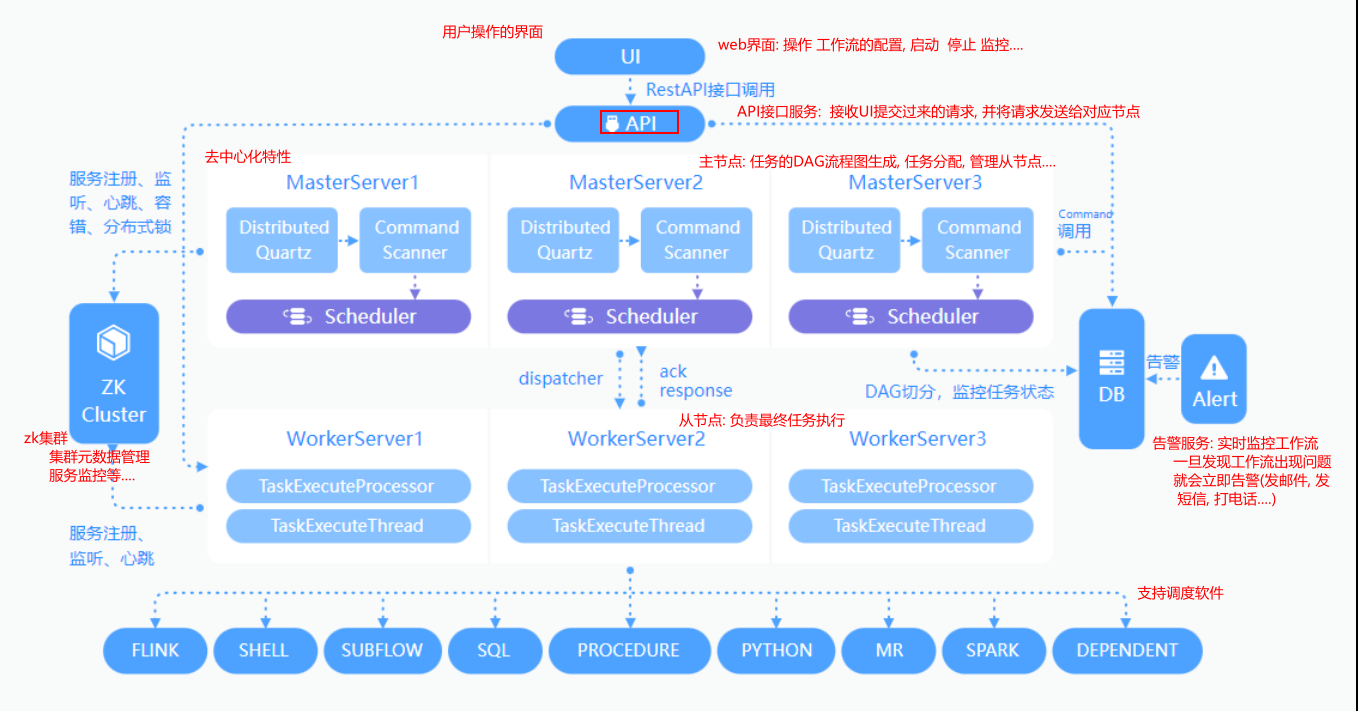 用户操作的界面
UI
web界面: 操作 工作流的配置, 启动 停止 监控....
RestAPI接口调用
API
API接口服务: 接收UI提交过来的请求, 并将请求发送给对应节点
去中心化特性
主节点: 任务的DAG流程图生成, 任务分配, 管理从节点....
服务注册、监
听、心跳、容
错、分布式锁
MasterServer1
MasterServer2
MasterServer3
Distributed
Quartz
Command
Scanner
Distributed
Quartz
Command
Scanner
Distributed
Quartz
Command
Scanner
Command
调用
Scheduler
Scheduler
Scheduler
ZK
Cluster
dispatcher
ack
response
DAG切分，监控任务状态
DB
告警
Alert
zk集群
集群元数据管理
服务监控等....
从节点: 负责最终任务执行
WorkerServer1
WorkerServer2
WorkerServer3
告警服务: 实时监控工作流
一旦发现工作流出现问题
就会立即告警(发邮件, 发
短信, 打电话....)
TaskExecuteProcessor
TaskExecuteProcessor
TaskExecuteProcessor
TaskExecuteThread
TaskExecuteThread
TaskExecuteThread
服务注册、
监听、心跳
支持调度软件
FLINK
SHELL
SUBFLOW
SQL
PROCEDURE
PYTHON
MR
SPARK
DEPENDENT